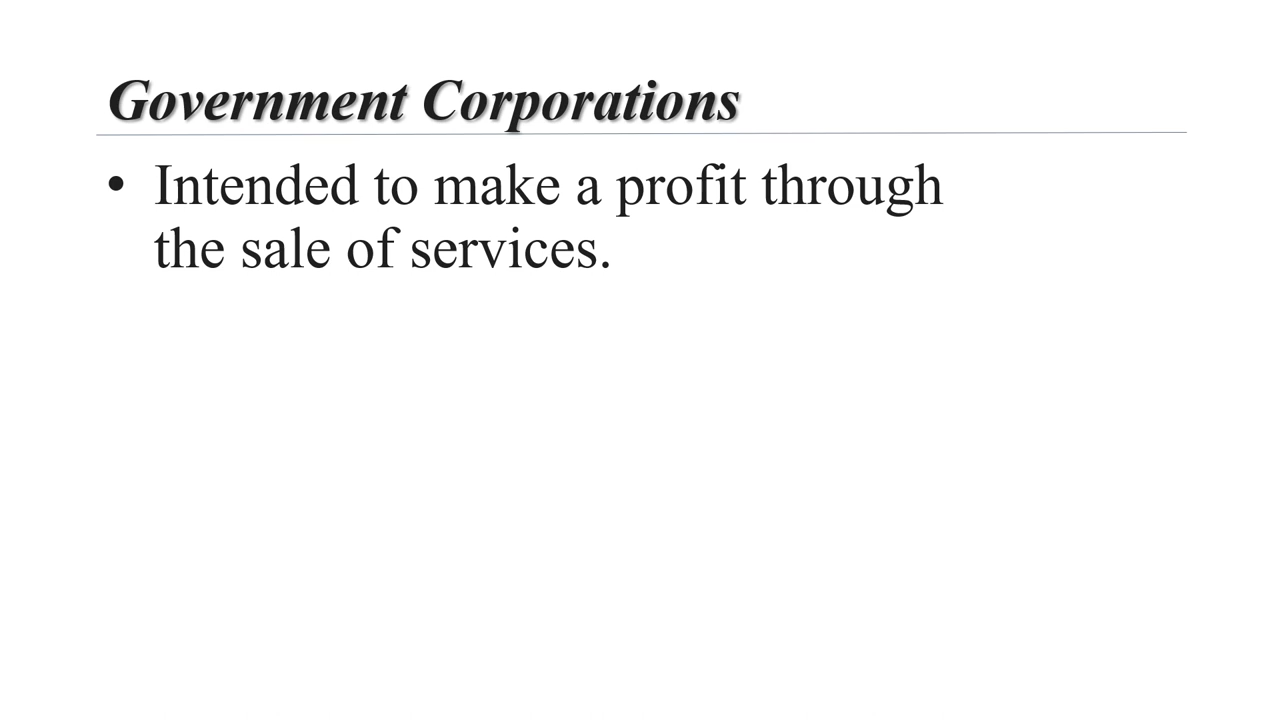 Government Corporations
• Intended to make a profit through
the sale of services.